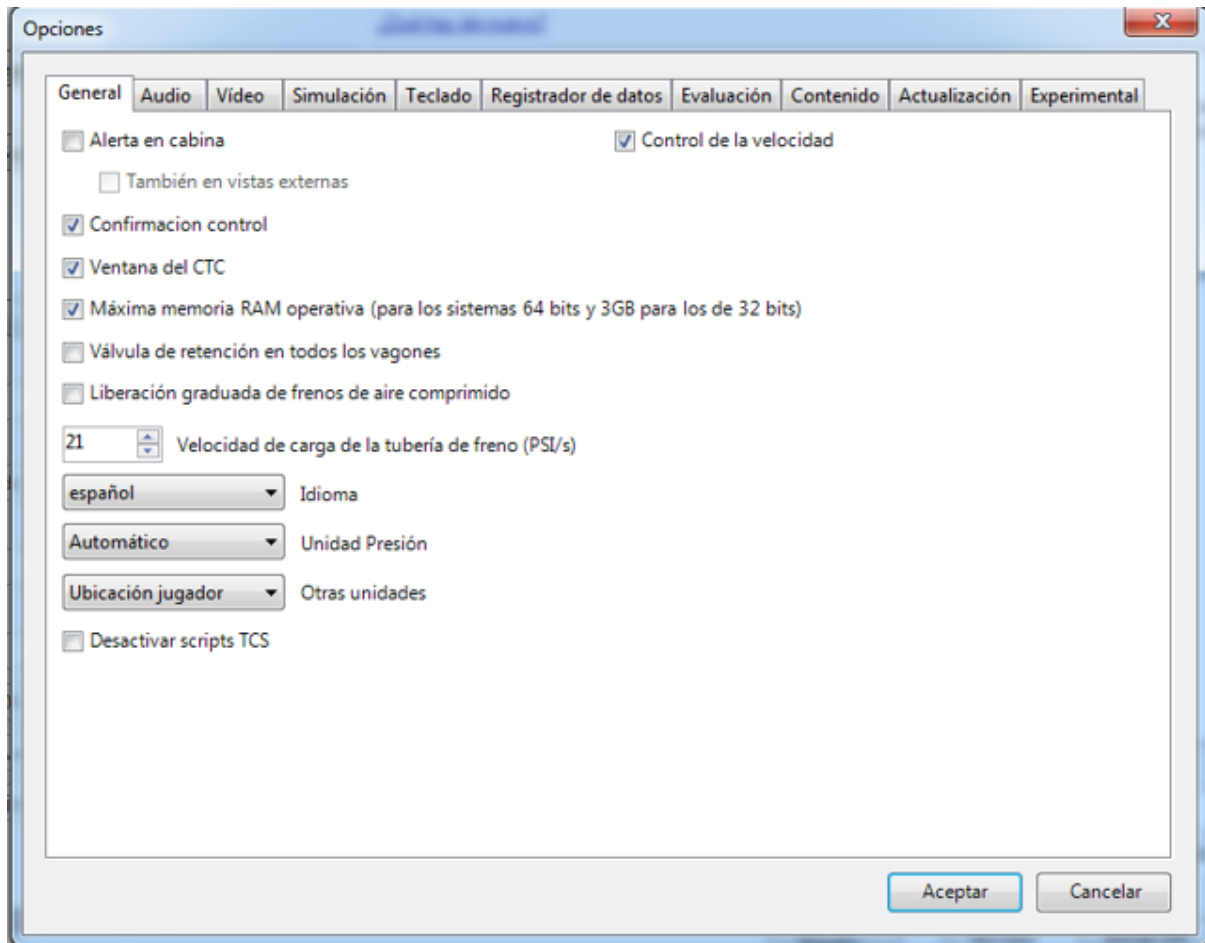 Opciones
General Audio Vídeo Simulación Teclado Registrador de datos Evaluación Contenido Actualización Experimental
Alerta en cabina Control de la velocidad
También en vistas externas
Confirmacion control
Ventana del CTC
Máxima memoria RAM operativa (para los sistemas 64 bits y 3GB para los de 32 bits)
Válvula de retención en todos los vagones
Liberación graduada de frenos de aire comprimido
21 Velocidad de carga de la tubería de freno (PSI/s)
español Idioma
Automático Unidad Presión
Ubicación jugador Otras unidades
Desactivar scripts TCS
Aceptar Cancelar